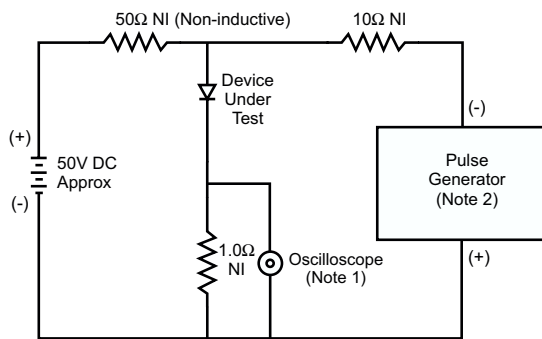 50Ω NI (Non-inductive)
10Ω NI
Device
Under
Test
(+)
50V DC
Approx
(-)
(-)
Pulse
Generator
(Note 2)
(+)
1.0Ω
NI
Oscilloscope
(Note 1)